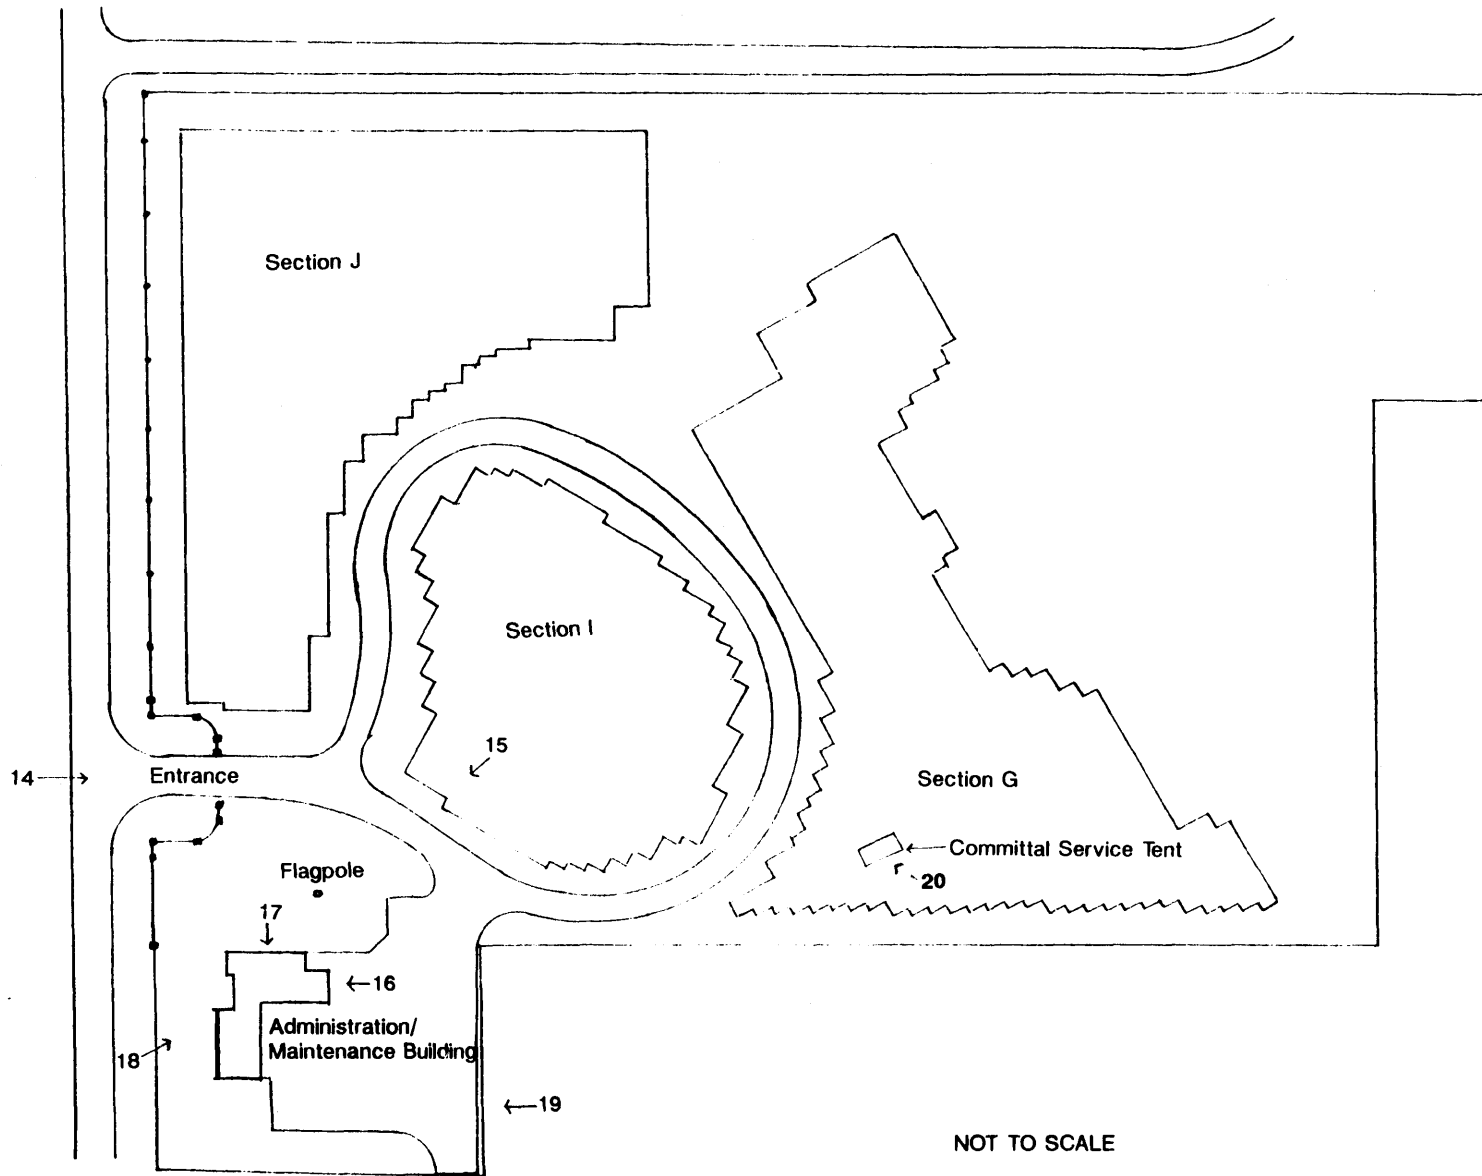 Section J
Section I
15
14
Entrance
Section G
Committal Service Tent
20
Flagpole
17
16
Administration/
Maintenance Building
18
19
NOT TO SCALE